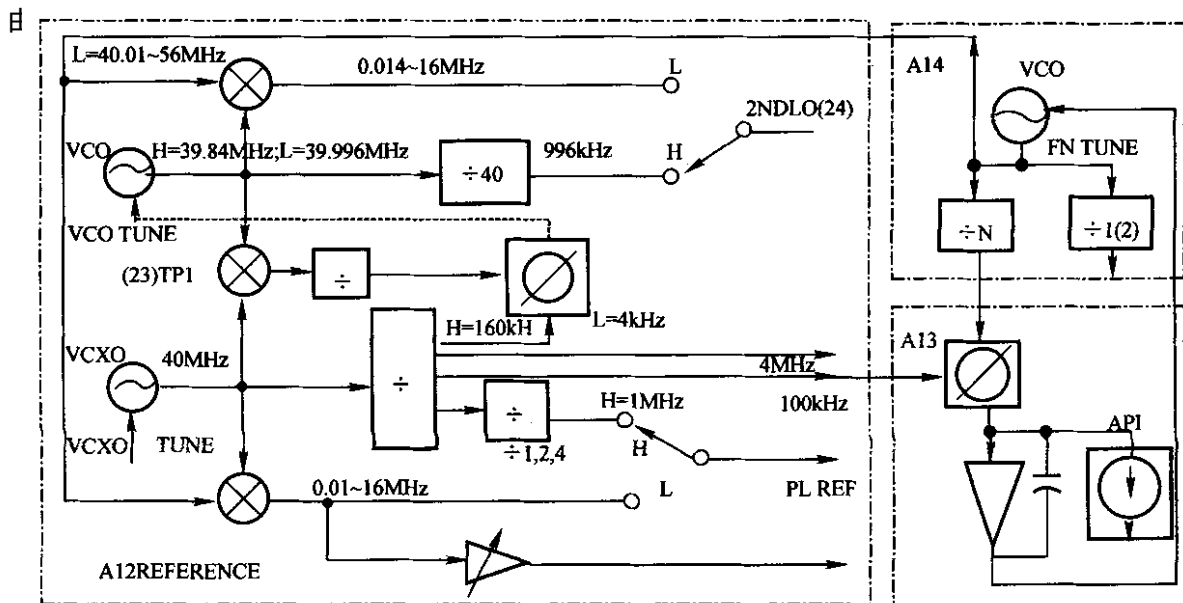 L=40.01~56MHz
0.014~16MHz
L
2NDLO(24)
VCO
H=39.84MHz;L=39.996MHz
÷40
996kHz
H
VCO TUNE
(23)TP1
÷
H=160kH
L=4kHz
VCXO
40MHz
÷
4MHz
100kHz
÷
÷1,2,4
H=1MHz
H
VCXO TUNE
0.01~16MHz
L
PL REF
A12REFERENCE
A14
VCO
FN TUNE
÷N
÷1(2)
A13
API